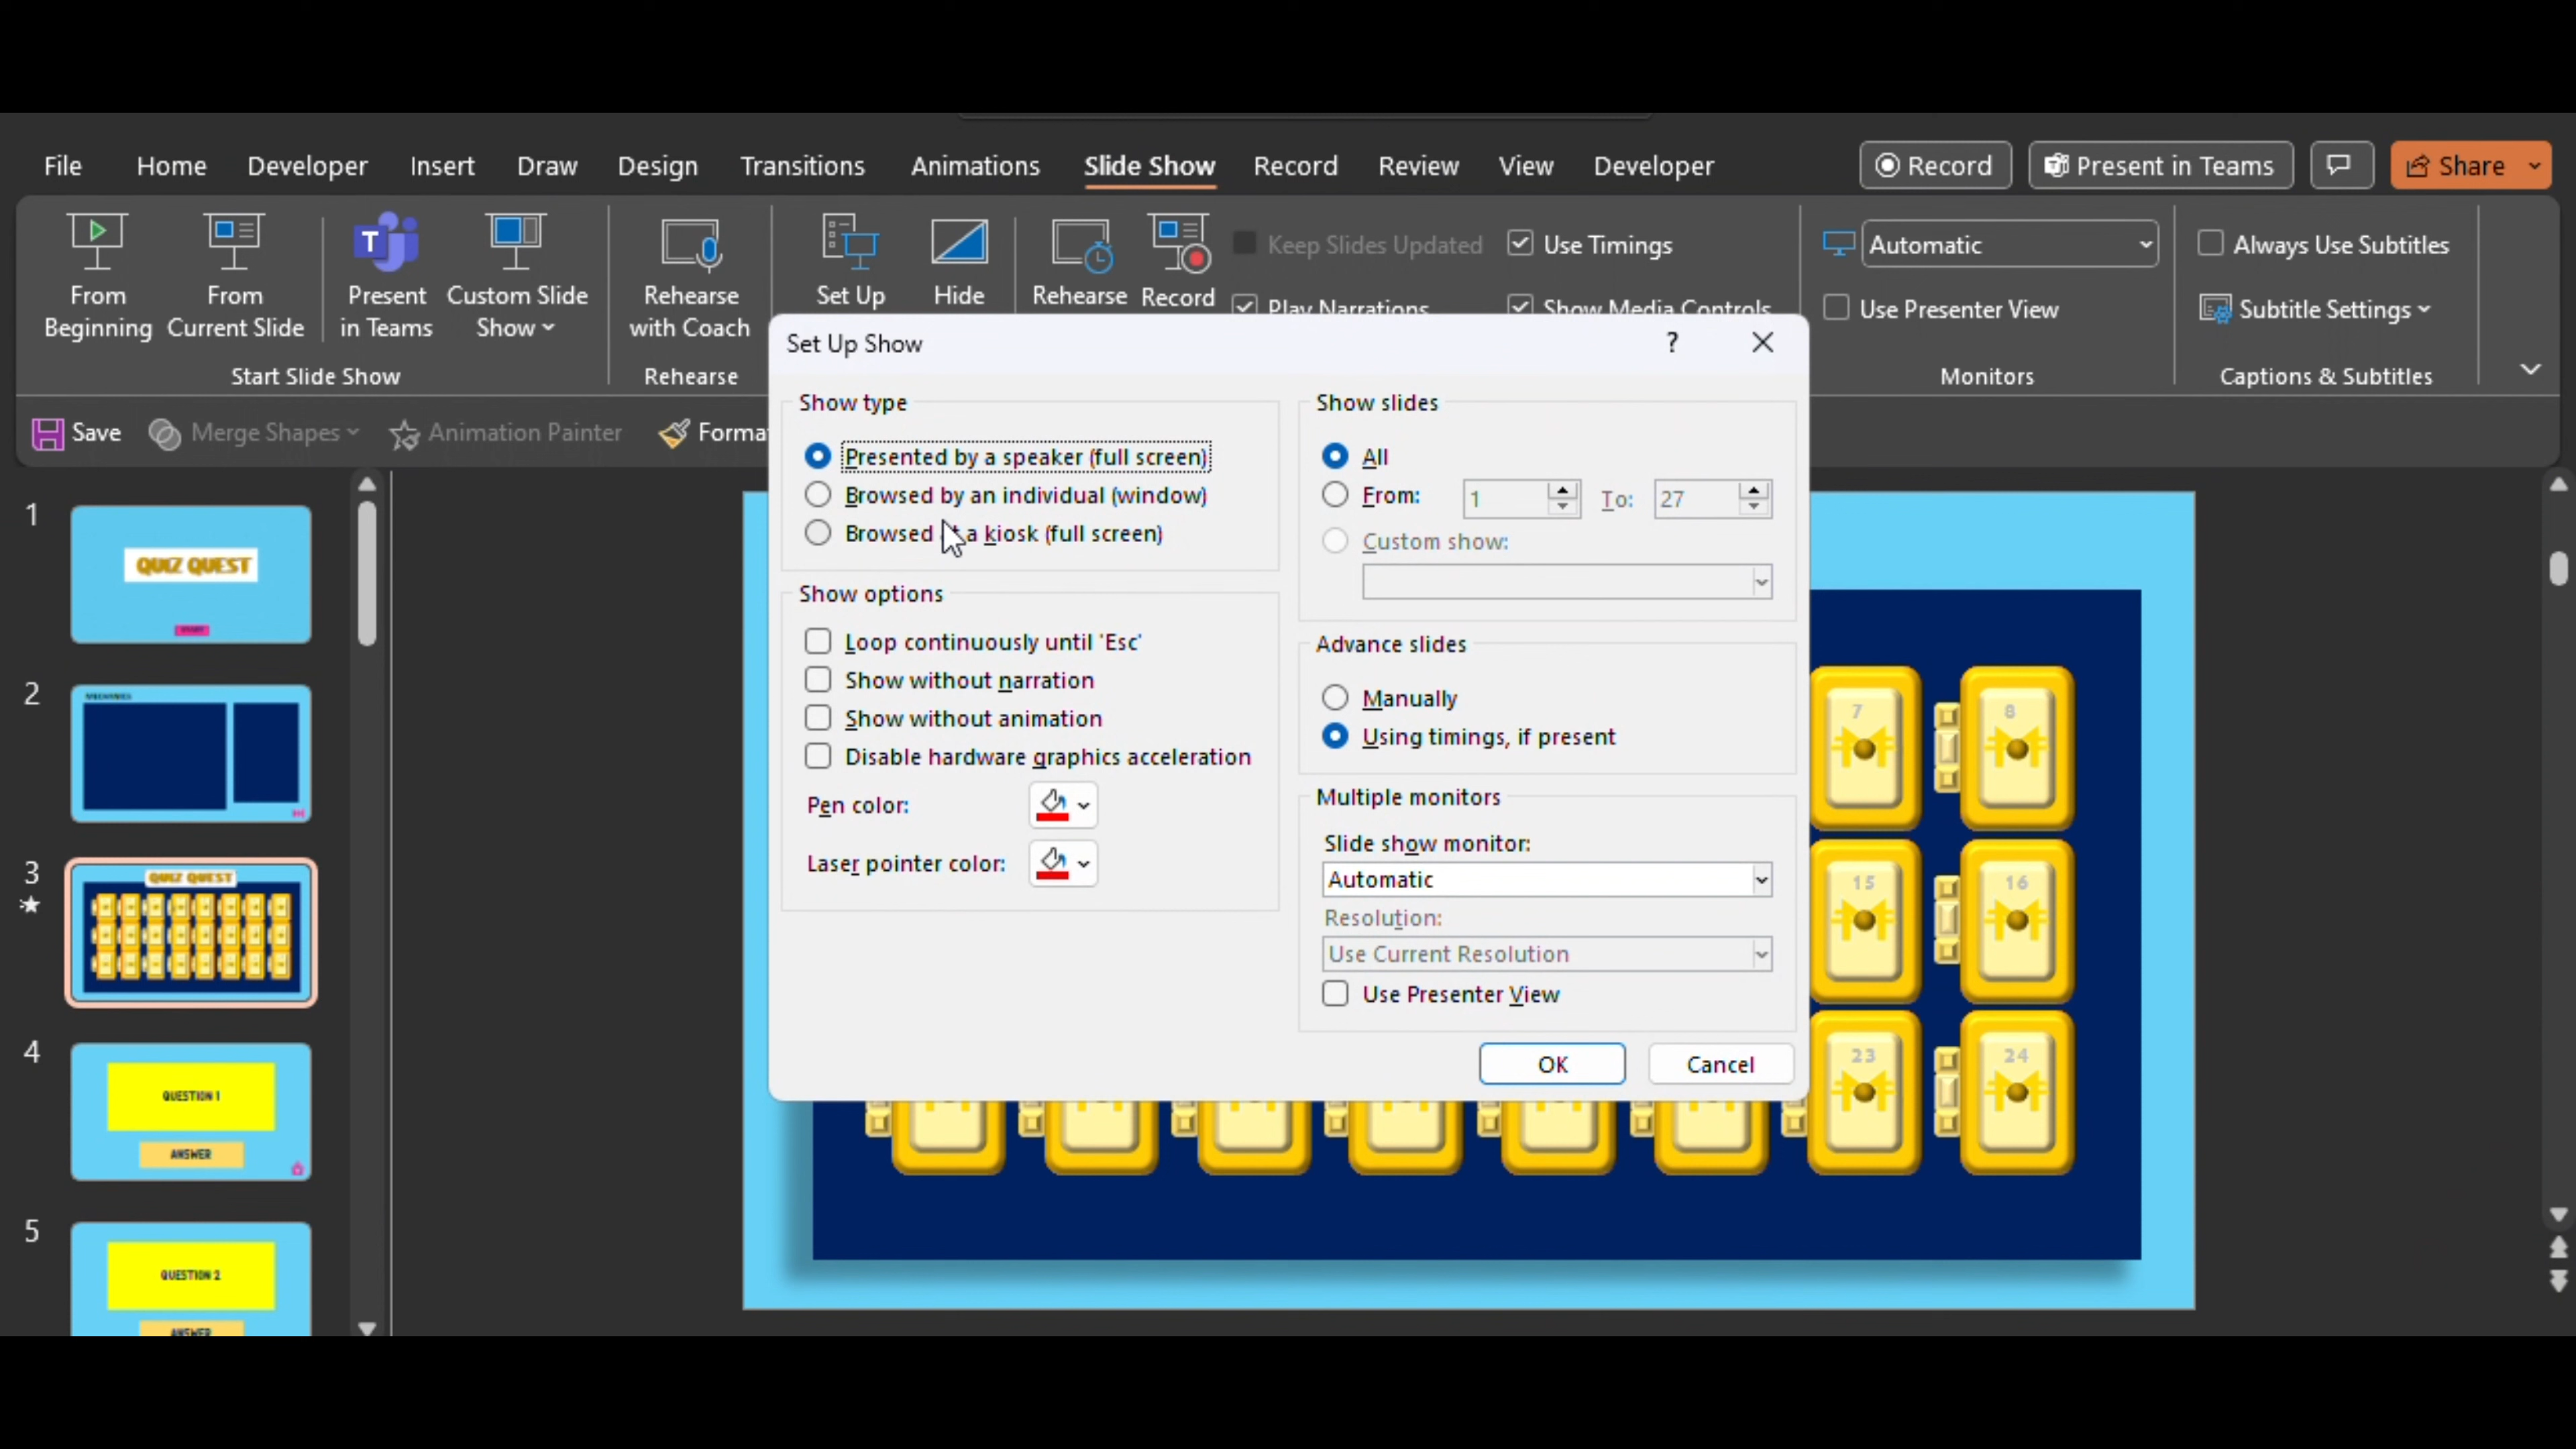 File Home Developer Insert Draw Design Transitions Animations Slide Show Record Review View Developer Record Present in Teams Share
From Beginning
From Current Slide
Present in Teams
Custom Slide Show
Start Slide Show
Rehearse with Coach
Rehearse
Set Up
Hide
Rehearse
Record
Keep Slides Updated
Play Narrations
Use Timings
Show Media Controls
Automatic
Use Presenter View
Monitors
Always Use Subtitles
Subtitle Settings
Captions & Subtitles
Save Merge Shapes Animation Painter Forma
Set Up Show ?
Show type
Presented by a speaker (full screen)
Browsed by an individual (window)
Browsed a kiosk (full screen)
Show options
Loop continuously until 'Esc'
Show without narration
Show without animation
Disable hardware graphics acceleration
Pen color:
Laser pointer color:
Show slides
All
From: 1 To: 27
Custom show:
Advance slides
Manually
Using timings, if present
Multiple monitors
Slide show monitor:
Automatic
Resolution:
Use Current Resolution
Use Presenter View
OK Cancel
1
QUIZ QUEST
2
MECHANICS
3
QUIZ QUEST
4
QUESTION 1
ANSWER
5
QUESTION 2
ANSWER
7 8
15 16
23 24